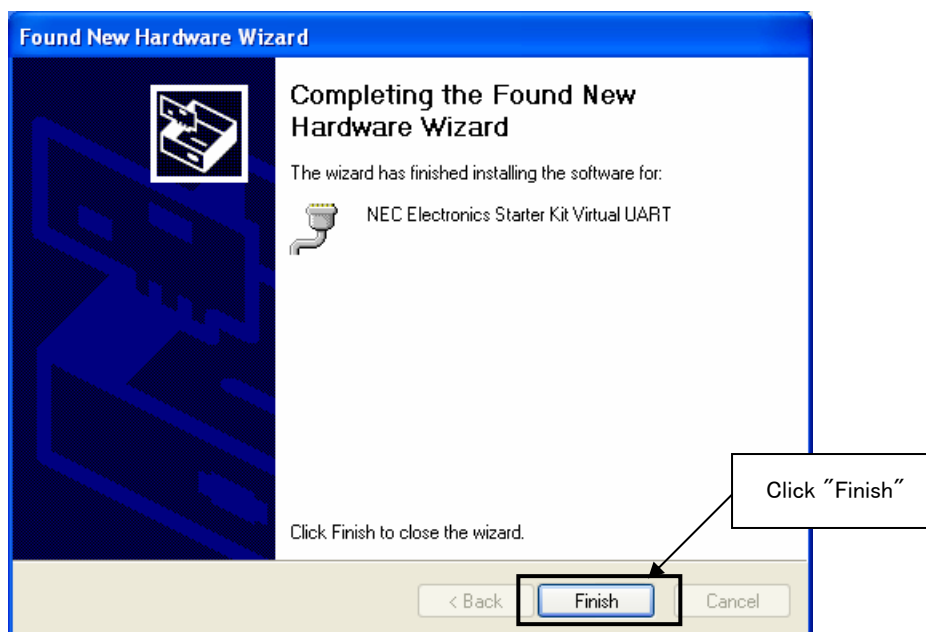 Found New Hardware Wizard
Completing the Found New
Hardware Wizard
The wizard has finished installing the software for:
NEC Electronics Starter Kit Virtual UART
Click "Finish"
Click Finish to close the wizard.
< Back
Finish
Cancel